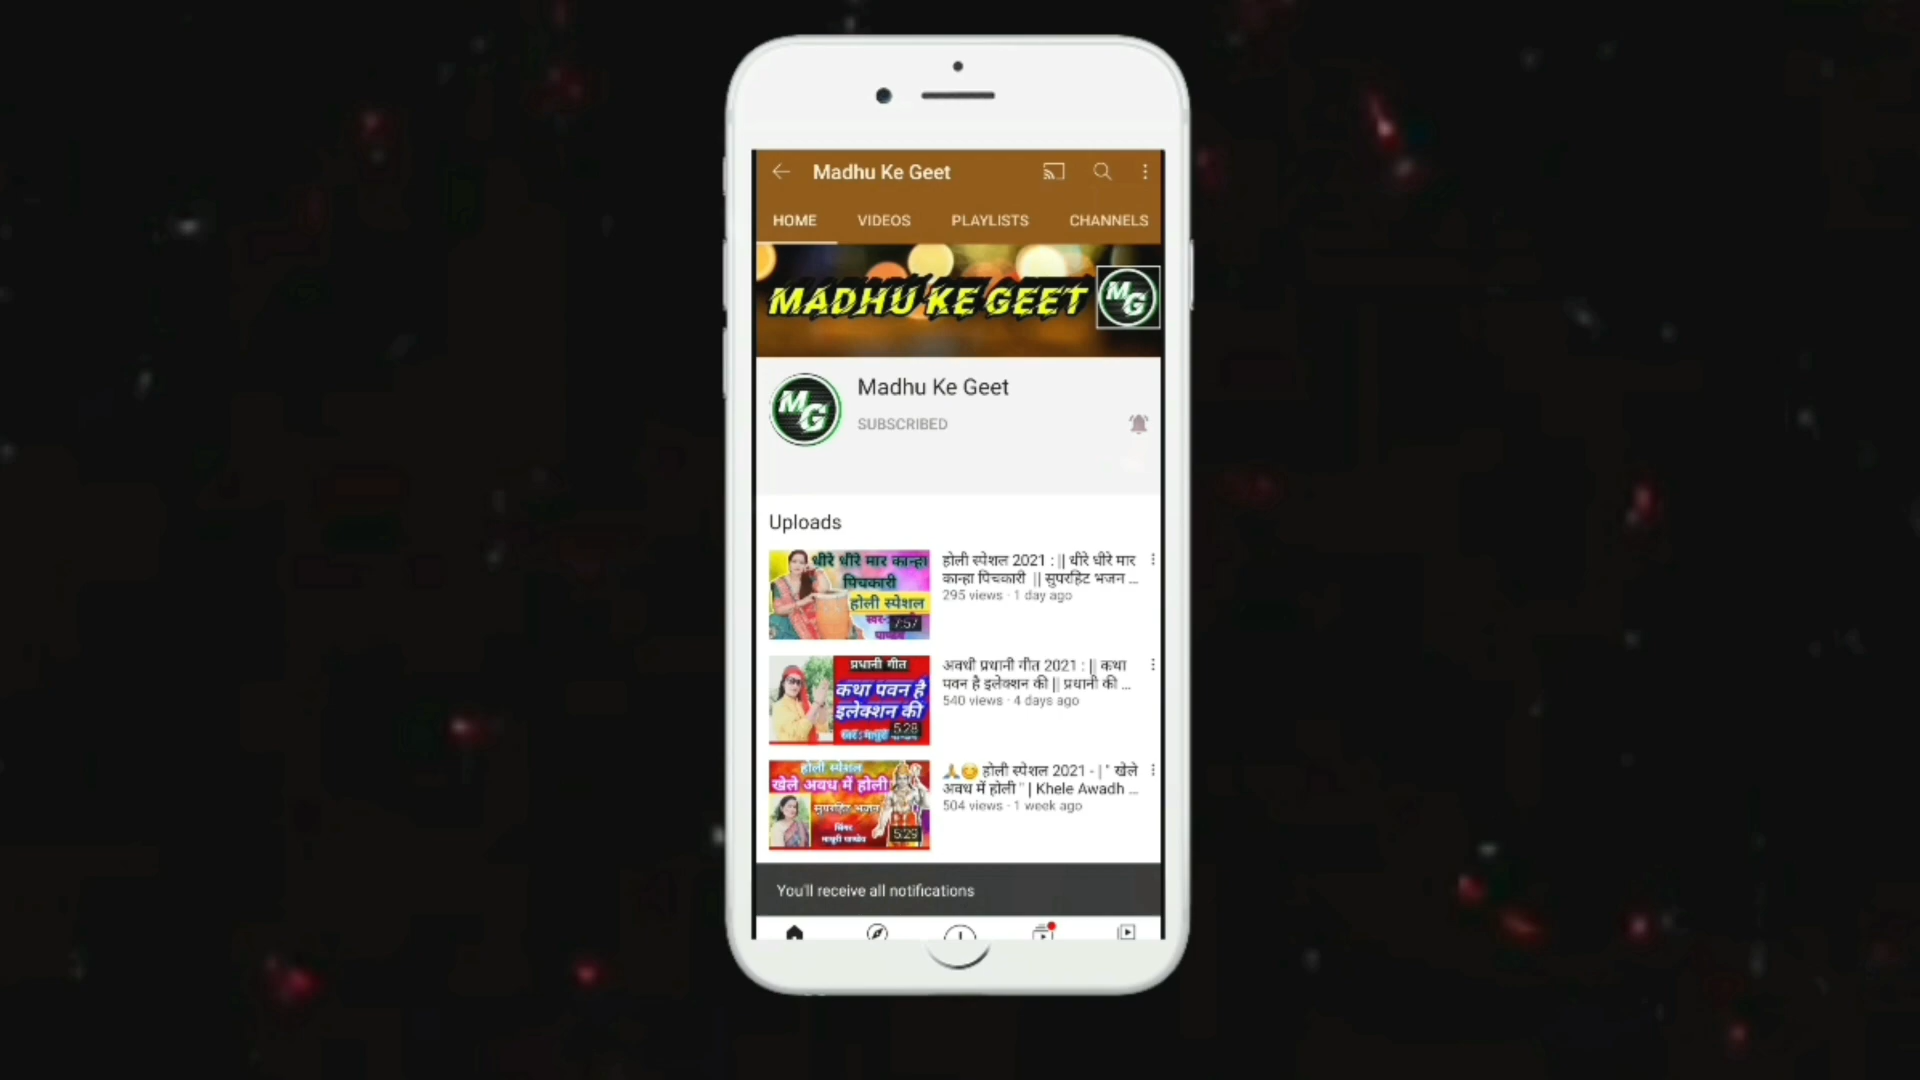 Madhu Ke Geet
HOME VIDEOS PLAYLISTS CHANNELS
MADHU KE GEET
MG
MG
Madhu Ke Geet
SUBSCRIBED
Uploads
धीरे धीरे मार कान्हा
पिचकारी
होली स्पेशल
स्वर-
7:57
होली स्पेशल 2021 : || धीरे धीरे मार
कान्हा पिचकारी || सुपरहिट भजन ...
295 views · 1 day ago
प्रधानी गीत
कथा पवन है
इलेक्शन की
5:28
अवधी प्रधानी गीत 2021 : || कथा
पवन है इलेक्शन की || प्रधानी की ...
540 views · 4 days ago
होली स्पेशल
खेले अवध में होली
सुपरहिट भजन
सिंगर
माधुरी पाण्डेय
5:29
🙏😊 होली स्पेशल 2021 - | " खेले
अवध में होली " | Khele Awadh ...
504 views · 1 week ago
You'll receive all notifications